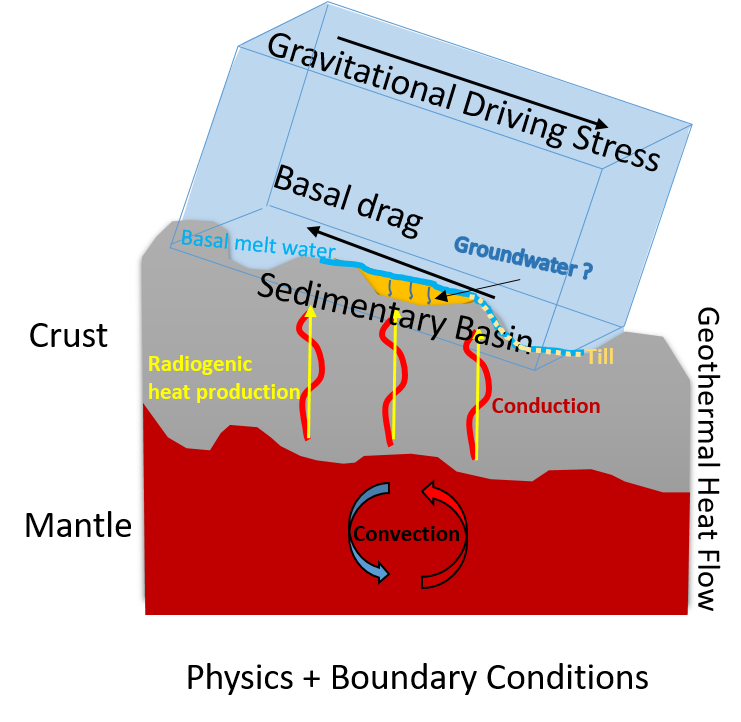 Gravitational Driving Stress
Basal drag
Basal melt water
Groundwater ?
Sedimentary Basin
Till
Crust
Radiogenic
heat production
Conduction
Geothermal Heat Flow
Mantle
Convection
Physics + Boundary Conditions